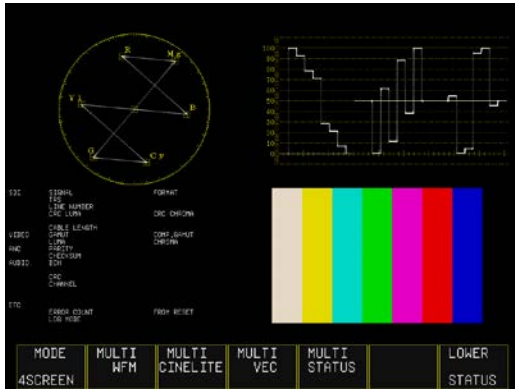 R
Mg
Yl
B
G
Cy
100
90
80
70
60
50
40
30
20
10
0
SDI SIGNAL FORMAT
TRS
LINE NUMBER
CRC LUMA CRC CHROMA
CABLE LENGTH
VIDEO GAMUT COMP.GAMUT
LUMA CHROMA
ANC PARITY
CHECKSUM
AUDIO BCH
CRC
CHANNEL
ETC
ERROR COUNT FROM RESET
LOG MODE
MODE MULTI MULTI MULTI MULTI LOWER
WFM CINELITE VEC STATUS
4SCREEN STATUS